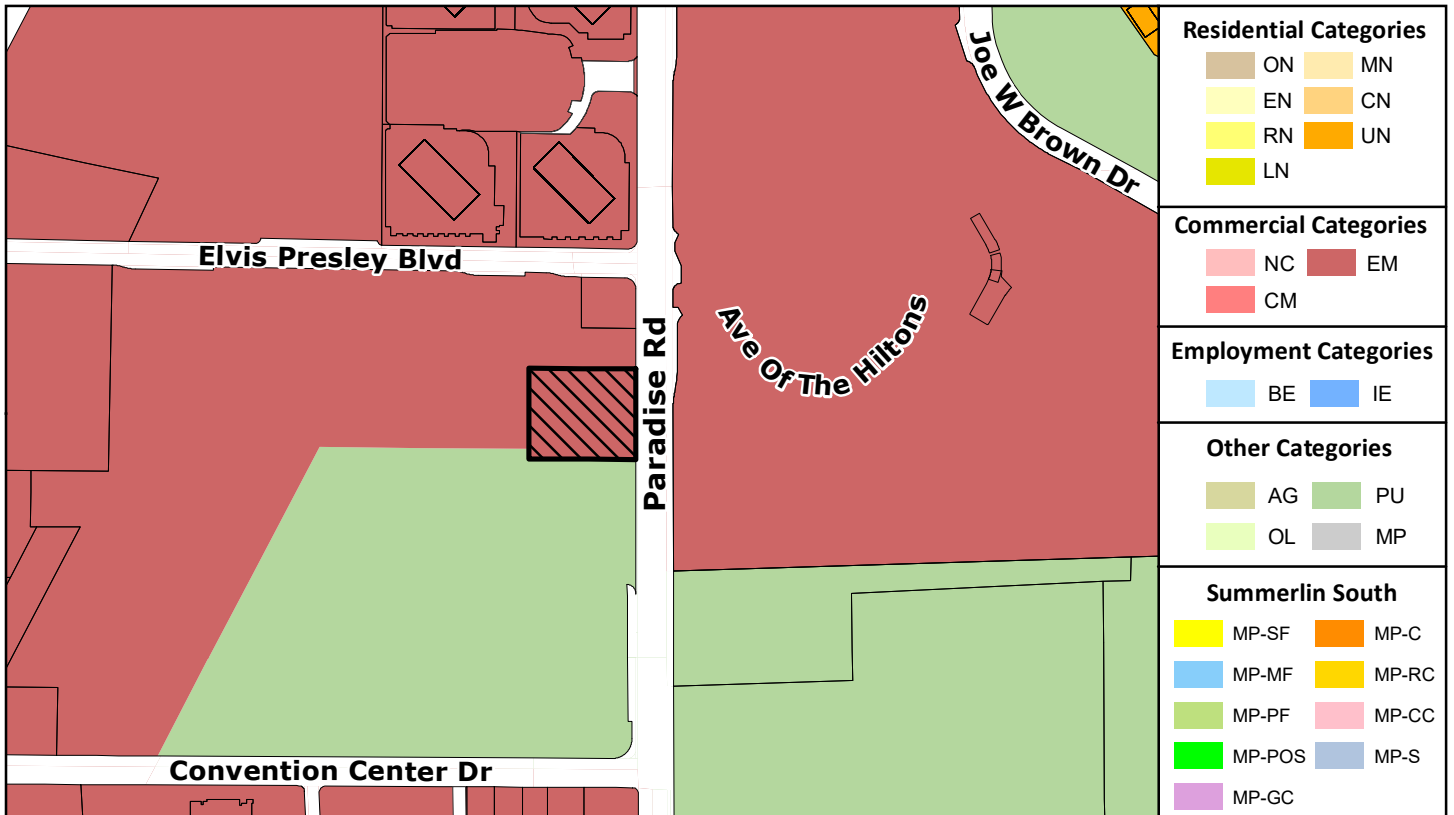 Joe W Brown Dr
Elvis Presley Blvd
Ave Of The Hiltons
Paradise Rd
Convention Center Dr
Residential Categories
ON MN
EN CN
RN UN
LN
Commercial Categories
NC EM
CM
Employment Categories
BE IE
Other Categories
AG PU
OL MP
Summerlin South
MP-SF MP-C
MP-MF MP-RC
MP-PF MP-CC
MP-POS MP-S
MP-GC